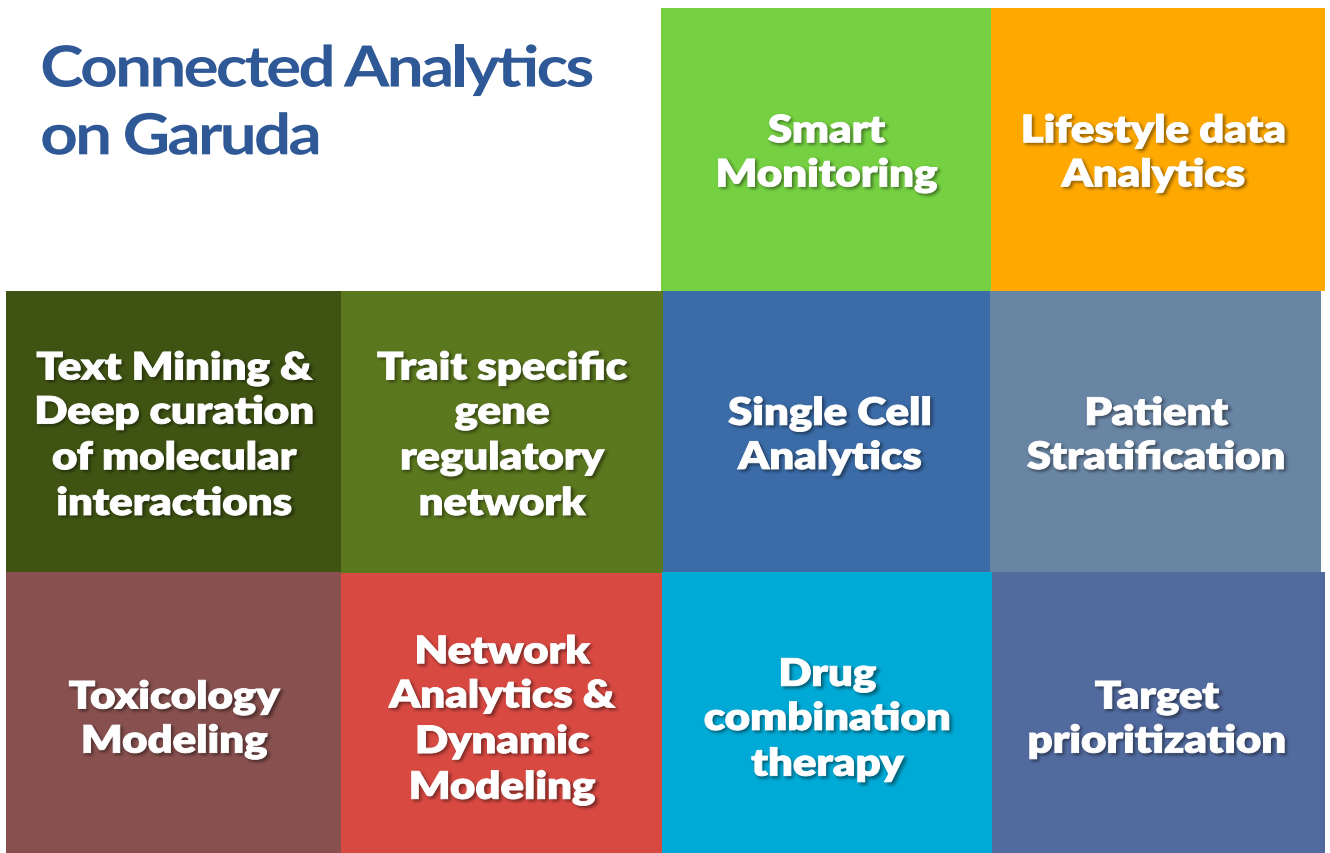 Connected Analytics
on Garuda
Smart
Monitoring
Lifestyle data
Analytics
Text Mining &
Deep curation
of molecular
interactions
Trait specific
gene
regulatory
network
Single Cell
Analytics
Patient
Stratification
Toxicology
Modeling
Network
Analytics &
Dynamic
Modeling
Drug
combination
therapy
Target
prioritization